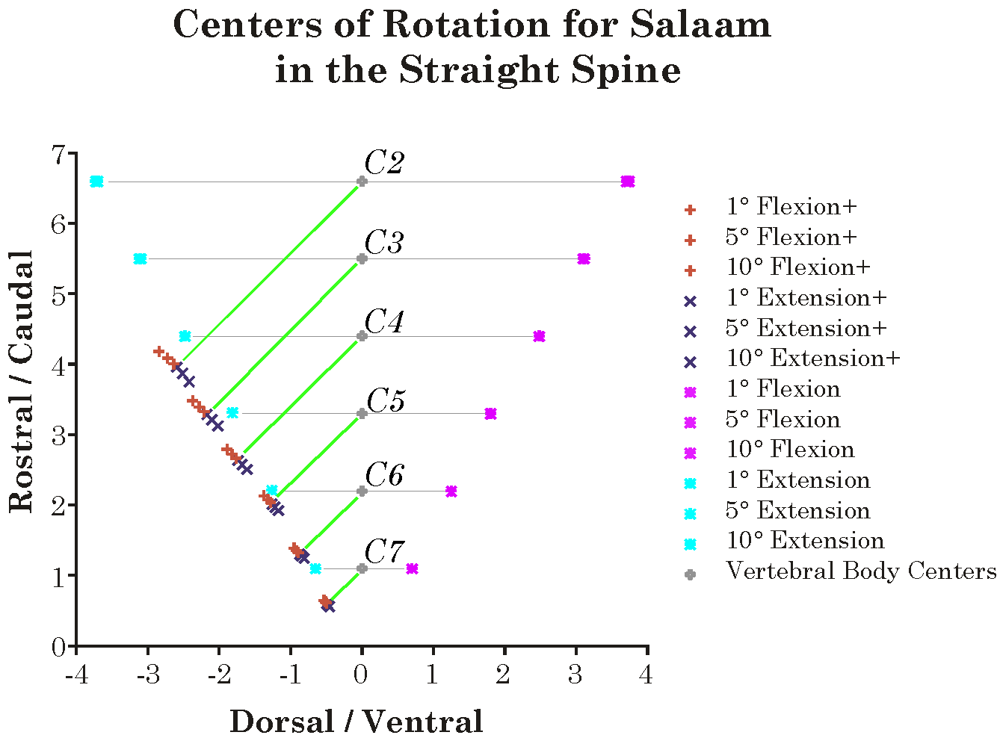 Centers of Rotation for Salaam
in the Straight Spine
7
6
5
4
3
2
1
0
Rostral / Caudal
C2
C3
C4
C5
C6
C7
-4 -3 -2 -1 0 1 2 3 4
Dorsal / Ventral
1° Flexion+
5° Flexion+
10° Flexion+
1° Extension+
5° Extension+
10° Extension+
1° Flexion
5° Flexion
10° Flexion
1° Extension
5° Extension
10° Extension
Vertebral Body Centers